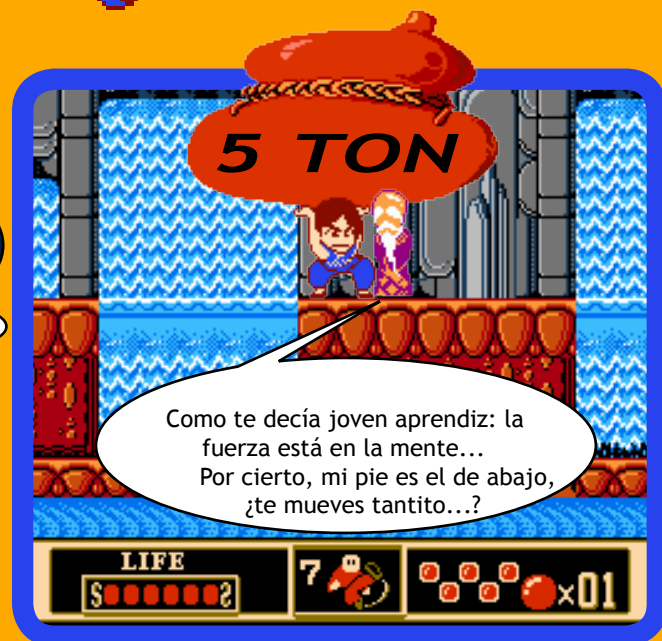 5 TON
Como te decía joven aprendiz: la
fuerza está en la mente...
Por cierto, mi pie es el de abajo,
¿te mueves tantito...?
LIFE
7
×01